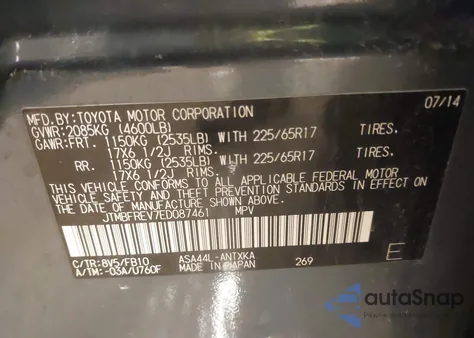 MFD. BY: TOYOTA MOTOR CORPORATION 07/14
GVWR: 2085KG (4600LB)
GAWR: FRT. 1150KG (2535LB) WITH 225/65R17 TIRES.
17X6 1/2J RIMS.
RR. 1150KG (2535LB) WITH 225/65R17 TIRES.
17X6 1/2J RIMS.
THIS VEHICLE CONFORMS TO ALL APPLICABLE FEDERAL MOTOR
VEHICLE SAFETY AND THEFT PREVENTION STANDARDS IN EFFECT
ON THE DATE OF MANUFACTURE SHOWN ABOVE.
JTMBFREV7ED087461 MPV
C/TR: 8V5/FB10 ASA44L-ANTXKA
A/TM: -03A/U760F MADE IN JAPAN 269 E
autoSnap